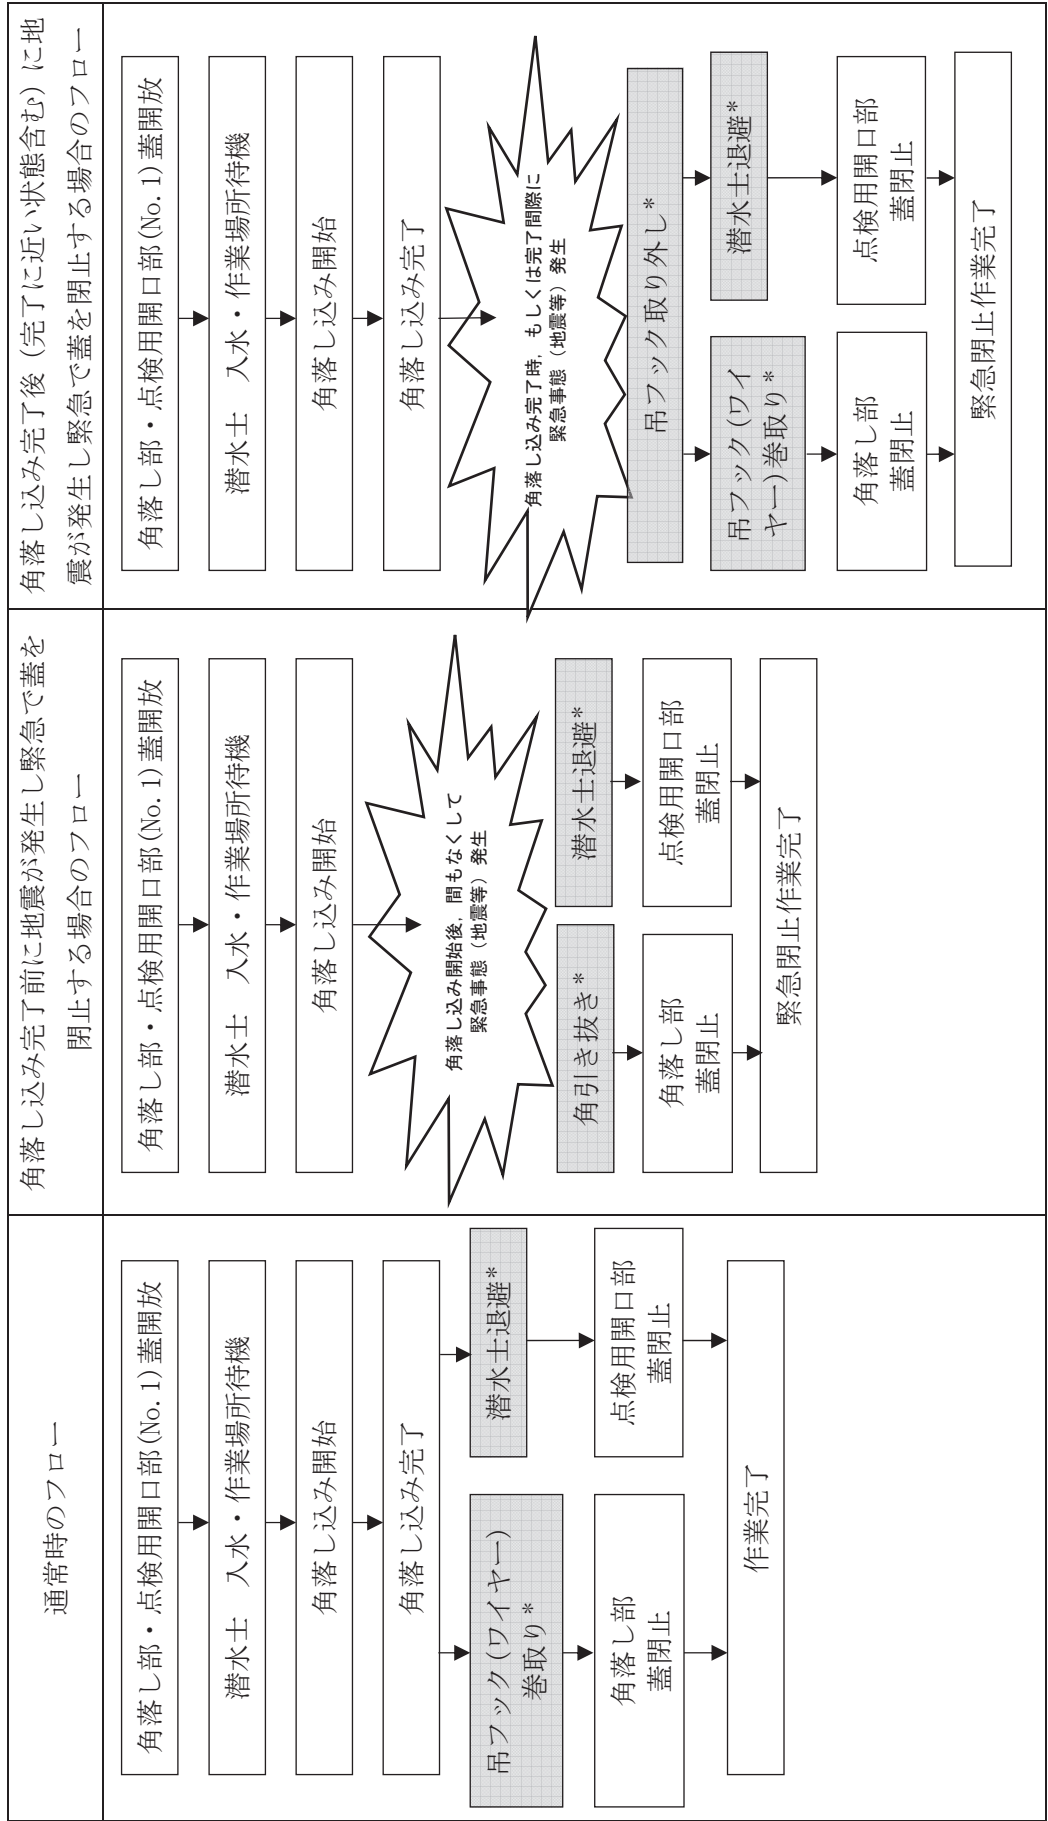 通常時のフロー
角落し部・点検用開口部(No.1)蓋開放
潜水士　入水・作業場所待機
角落し込み開始
角落し込み完了
吊フック(ワイヤー)
巻取り*
潜水士退避*
角落し部
蓋閉止
点検用開口部
蓋閉止
作業完了
角落し込み完了前に地震が発生し緊急で蓋を
閉止する場合のフロー
角落し部・点検用開口部(No.1)蓋開放
潜水士　入水・作業場所待機
角落し込み開始
角落し込み開始後，間もなくして
緊急事態（地震等）発生
角引き抜き*
潜水士退避*
角落し部
蓋閉止
点検用開口部
蓋閉止
緊急閉止作業完了
角落し込み完了後（完了に近い状態含む）に地
震が発生し緊急で蓋を閉止する場合のフロー
角落し部・点検用開口部(No.1)蓋開放
潜水士　入水・作業場所待機
角落し込み開始
角落し込み完了
角落し込み完了時，もしくは完了間際に
緊急事態（地震等）発生
吊フック取り外し*
吊フック(ワイ
ヤー)巻取り*
潜水士退避*
角落し部
蓋閉止
点検用開口部
蓋閉止
緊急閉止作業完了